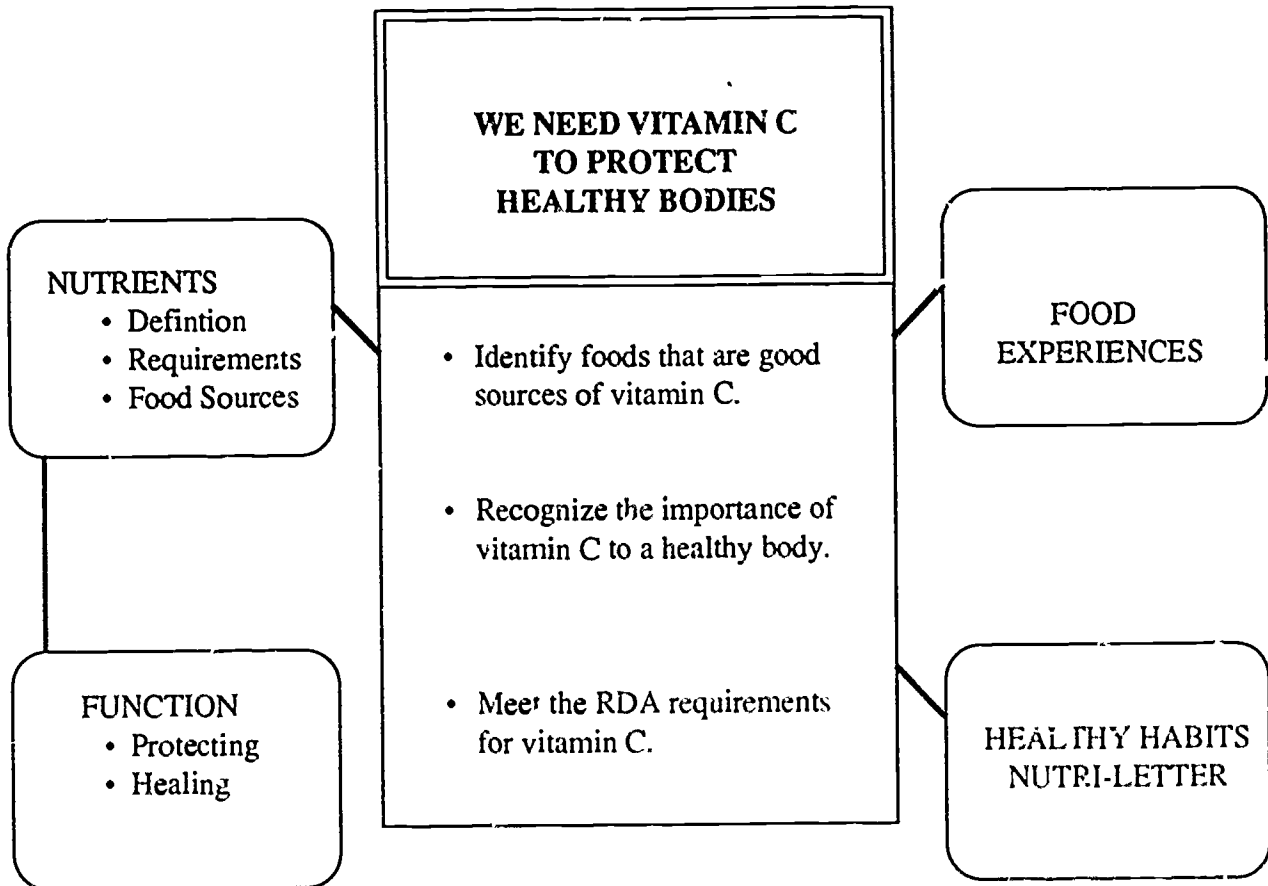 WE NEED VITAMIN C
TO PROTECT
HEALTHY BODIES
NUTRIENTS
• Defintion
• Requirements
• Food Sources
FUNCTION
• Protecting
• Healing
• Identify foods that are good
sources of vitamin C.
• Recognize the importance of
vitamin C to a healthy body.
• Meet the RDA requirements
for vitamin C.
FOOD
EXPERIENCES
HEALTHY HABITS
NUTRI-LETTER